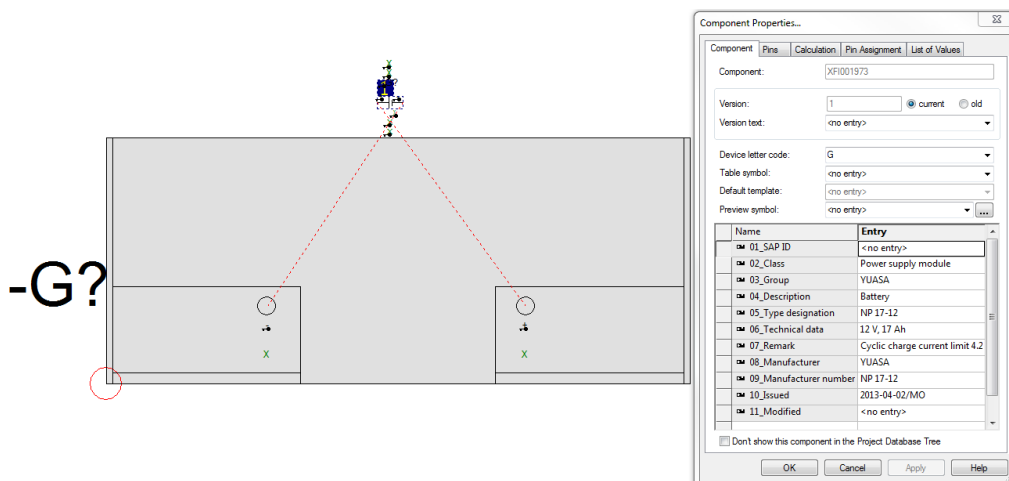 Component Properties...
Component Pins Calculation Pin Assignment List of Values
Component: XFI001973
Version: 1 current old
Version text: <no entry>
Device letter code: G
Table symbol: <no entry>
Default template: <no entry>
Preview symbol: <no entry> ...
Name Entry
01_SAP ID <no entry>
02_Class Power supply module
03_Group YUASA
04_Description Battery
05_Type designation NP 17-12
06_Technical data 12 V, 17 Ah
07_Remark Cyclic charge current limit 4.2
08_Manufacturer YUASA
09_Manufacturer number NP 17-12
10_Issued 2013-04-02/MO
11_Modified <no entry>
Don't show this component in the Project Database Tree
OK Cancel Apply Help
-G?
X
X